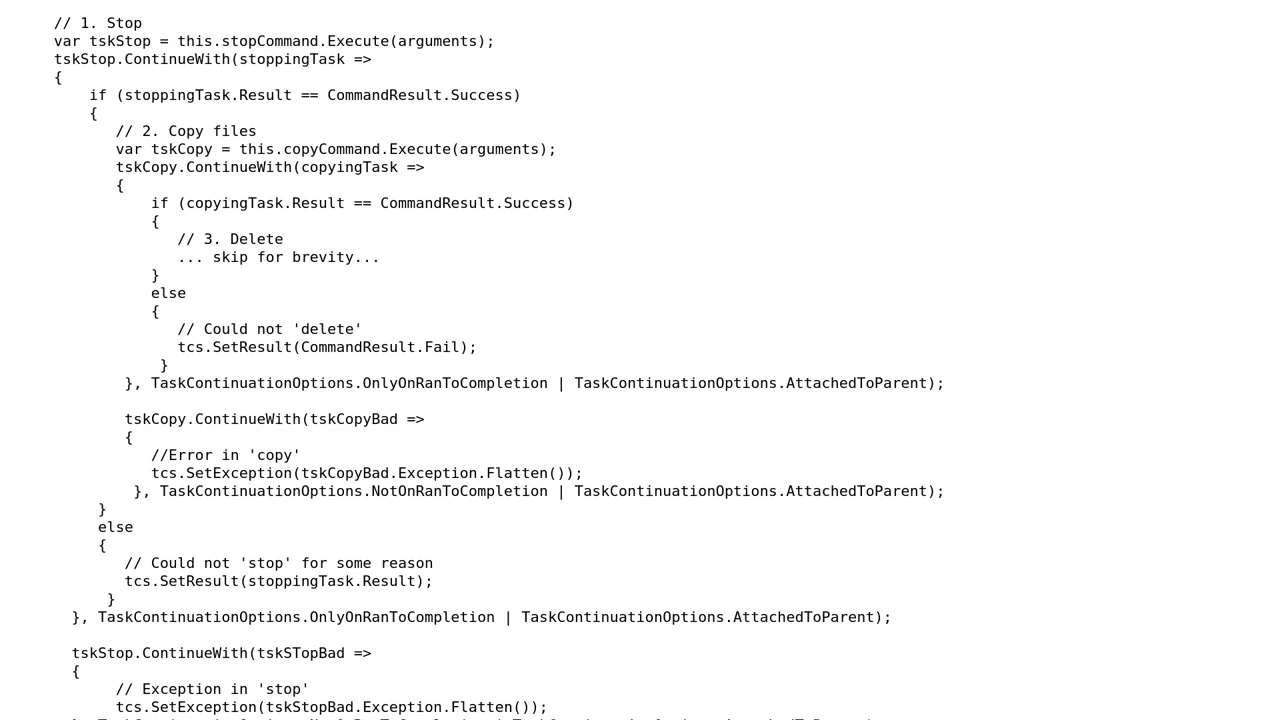 // 1. Stop
var tskStop = this.stopCommand.Execute(arguments);
tskStop.ContinueWith(stoppingTask =>
{
    if (stoppingTask.Result == CommandResult.Success)
    {
       // 2. Copy files
       var tskCopy = this.copyCommand.Execute(arguments);
       tskCopy.ContinueWith(copyingTask =>
       {
           if (copyingTask.Result == CommandResult.Success)
           {
              // 3. Delete
              ... skip for brevity...
           }
           else
           {
              // Could not 'delete'
              tcs.SetResult(CommandResult.Fail);
            }
        }, TaskContinuationOptions.OnlyOnRanToCompletion | TaskContinuationOptions.AttachedToParent);

        tskCopy.ContinueWith(tskCopyBad =>
        {
           //Error in 'copy'
           tcs.SetException(tskCopyBad.Exception.Flatten());
         }, TaskContinuationOptions.NotOnRanToCompletion | TaskContinuationOptions.AttachedToParent);
     }
     else
     {
        // Could not 'stop' for some reason
        tcs.SetResult(stoppingTask.Result);
      }
  }, TaskContinuationOptions.OnlyOnRanToCompletion | TaskContinuationOptions.AttachedToParent);

  tskStop.ContinueWith(tskSTopBad =>
  {
       // Exception in 'stop'
       tcs.SetException(tskStopBad.Exception.Flatten());